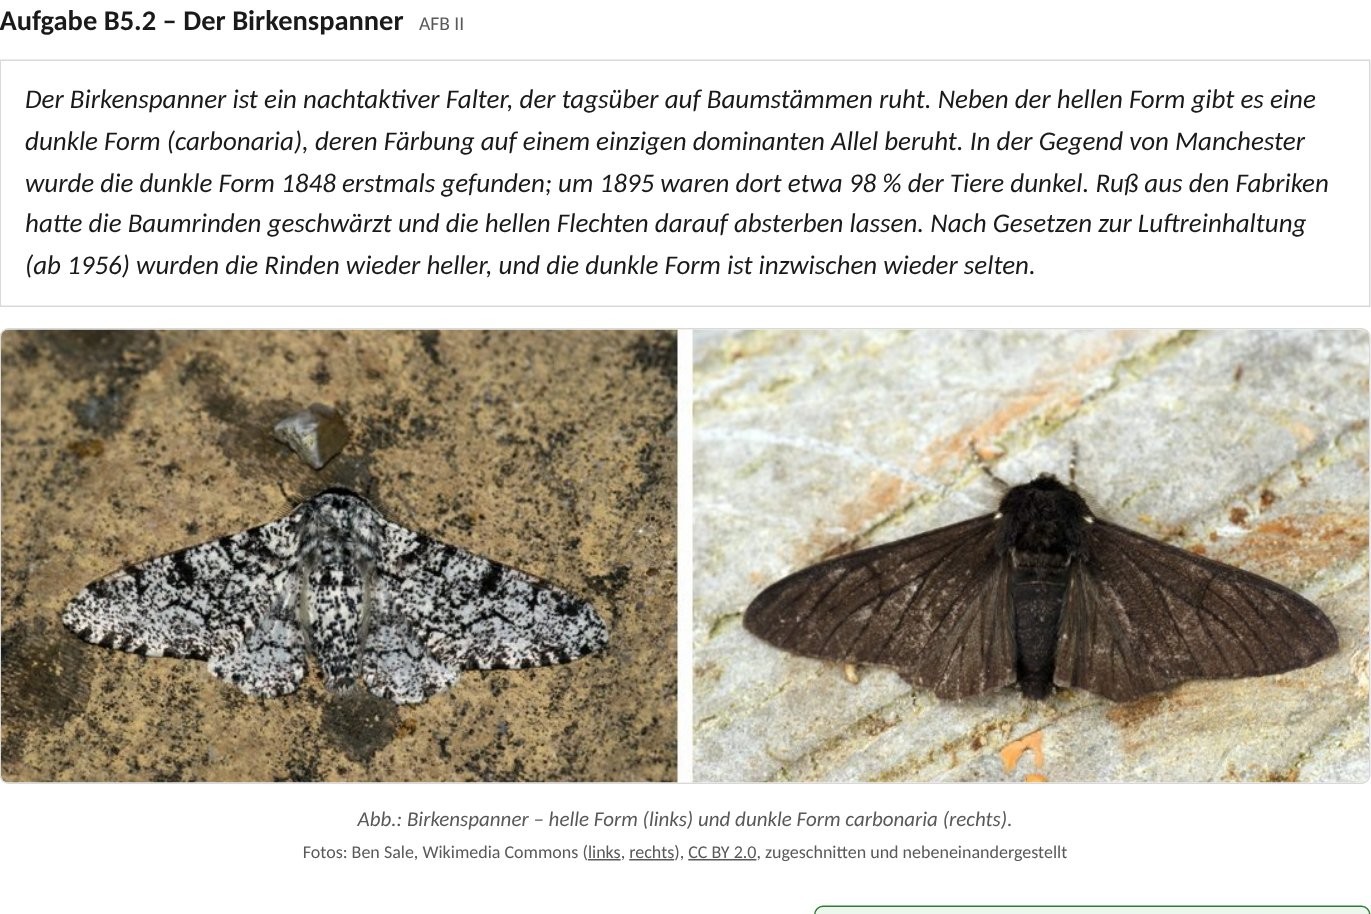 Aufgabe B5.2 – Der Birkenspanner AFB II
Der Birkenspanner ist ein nachtaktiver Falter, der tagsüber auf Baumstämmen ruht. Neben der hellen Form gibt es eine
dunkle Form (carbonaria), deren Färbung auf einem einzigen dominanten Allel beruht. In der Gegend von Manchester
wurde die dunkle Form 1848 erstmals gefunden; um 1895 waren dort etwa 98 % der Tiere dunkel. Ruß aus den Fabriken
hatte die Baumrinden geschwärzt und die hellen Flechten darauf absterben lassen. Nach Gesetzen zur Luftreinhaltung
(ab 1956) wurden die Rinden wieder heller, und die dunkle Form ist inzwischen wieder selten.
Abb.: Birkenspanner – helle Form (links) und dunkle Form carbonaria (rechts).
Fotos: Ben Sale, Wikimedia Commons (links, rechts), CC BY 2.0, zugeschnitten und nebeneinandergestellt